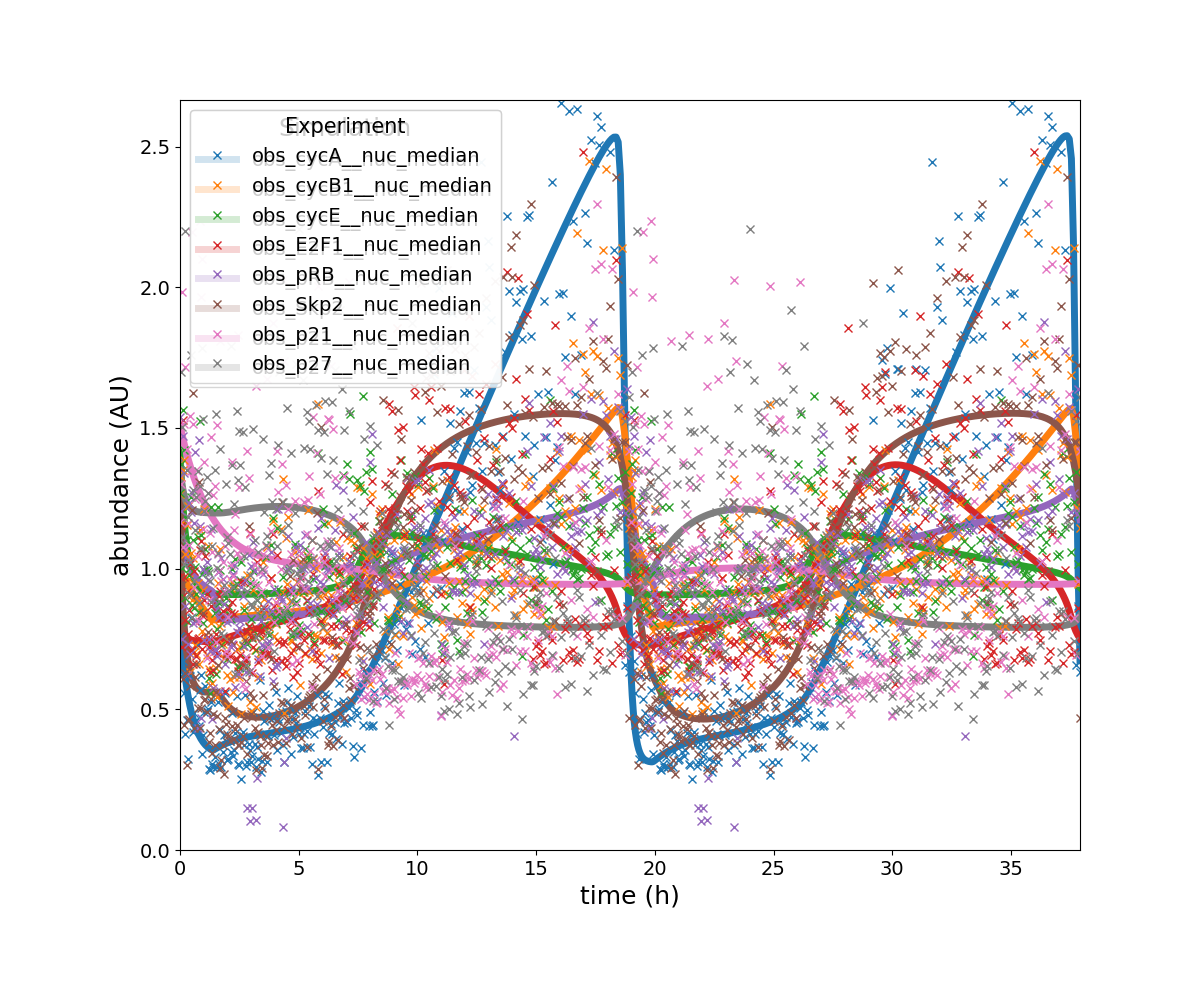 Experiment
Simulation
obs_cycA__nuc_median
obs_cycB1__nuc_median
obs_cycE__nuc_median
obs_E2F1__nuc_median
obs_pRB__nuc_median
obs_Skp2__nuc_median
obs_p21__nuc_median
obs_p27__nuc_median
2.5
2.0
1.5
1.0
0.5
0.0
abundance (AU)
0 5 10 15 20 25 30 35
time (h)